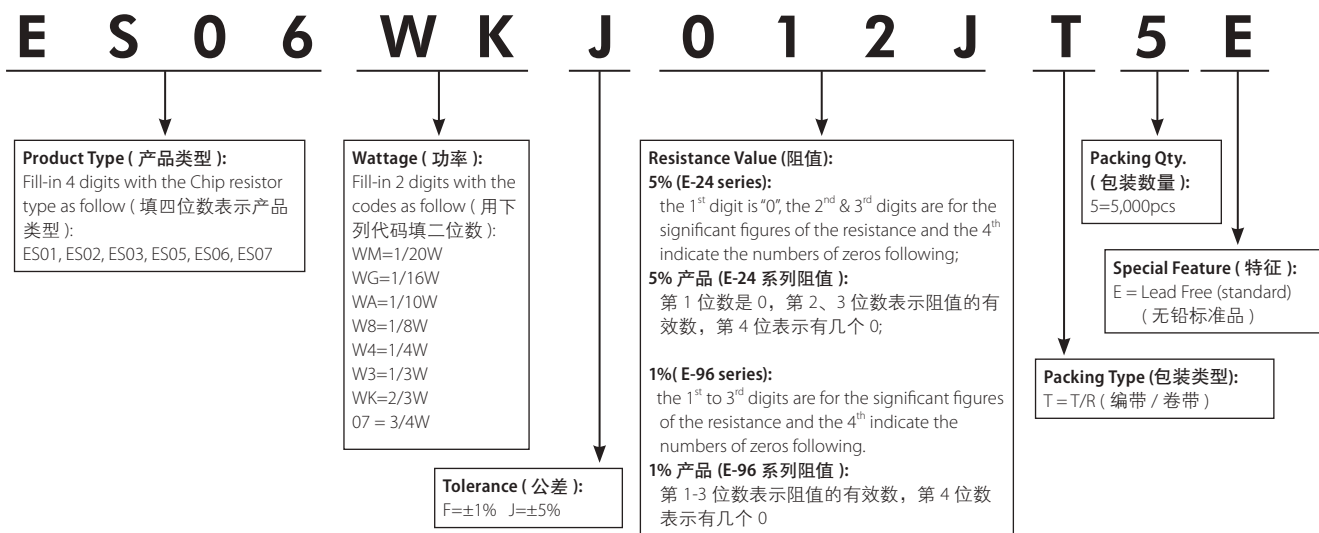 E S 0 6 W K J 0 1 2 J T 5 E
Product Type ( 产品类型 ):
Fill-in 4 digits with the Chip resistor
type as follow ( 填四位数表示产品
类型 ):
ES01, ES02, ES03, ES05, ES06, ES07
Wattage ( 功率 ):
Fill-in 2 digits with the
codes as follow ( 用下
列代码填二位数 ):
WM=1/20W
WG=1/16W
WA=1/10W
W8=1/8W
W4=1/4W
W3=1/3W
WK=2/3W
07 = 3/4W
Tolerance ( 公差 ):
F=±1% J=±5%
Resistance Value (阻值):
5% (E-24 series):
the 1st digit is “0”, the 2nd & 3rd digits are for the
significant figures of the resistance and the 4th
indicate the numbers of zeros following;
5% 产品 (E-24 系列阻值 ):
第 1 位数是 0，第 2、3 位数表示阻值的有
效数，第 4 位表示有几个 0;
1%( E-96 series):
the 1st to 3rd digits are for the significant figures
of the resistance and the 4th indicate the
numbers of zeros following.
1% 产品 (E-96 系列阻值 ):
第 1-3 位数表示阻值的有效数，第 4 位数
表示有几个 0
Packing Qty.
( 包装数量 ):
5=5,000pcs
Special Feature ( 特征 ):
E = Lead Free (standard)
( 无铅标准品 )
Packing Type (包装类型):
T = T/R ( 编带 / 卷带 )